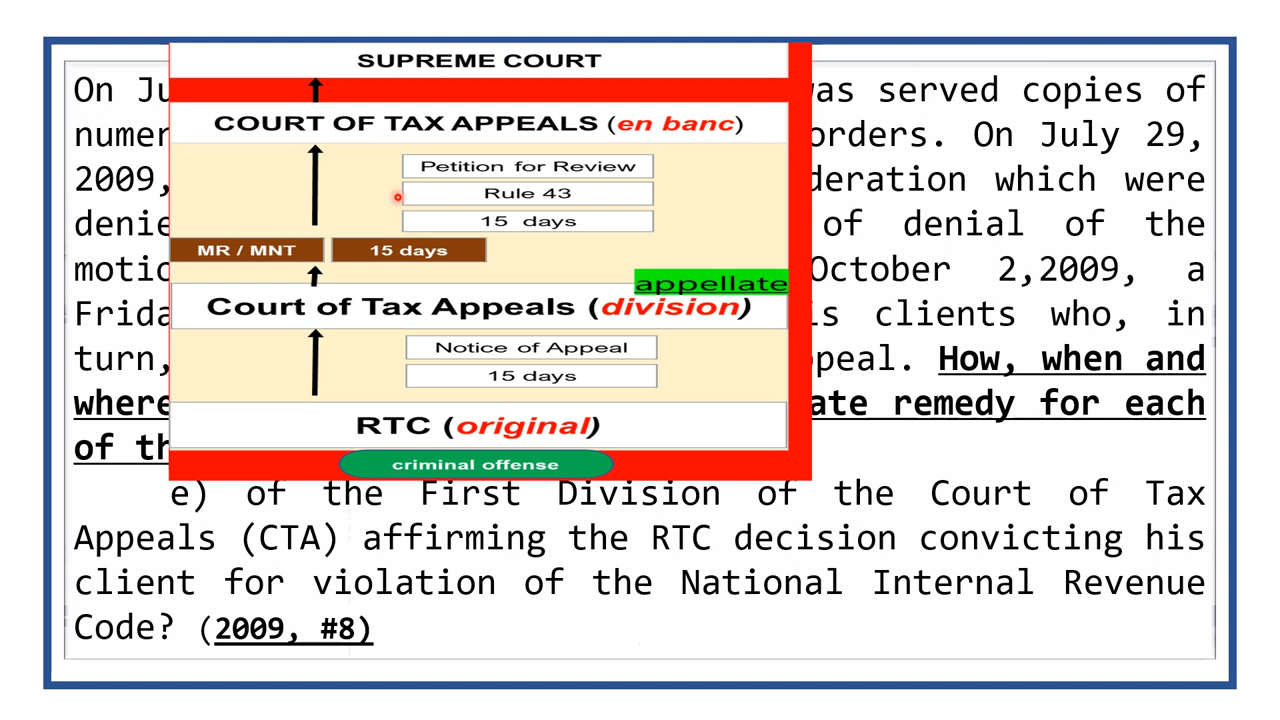 SUPREME COURT
COURT OF TAX APPEALS (en banc)
Petition for Review
Rule 43
15 days
MR / MNT 15 days
appellate
Court of Tax Appeals (division)
Notice of Appeal
15 days
RTC (original)
criminal offense
On Ju was served copies of
numer orders. On July 29,
2009, deration which were
denie of denial of the
motio October 2,2009, a
Frida is clients who, in
turn, peal. How, when and
where ate remedy for each
of th
e) of the First Division of the Court of Tax
Appeals (CTA) affirming the RTC decision convicting his
client for violation of the National Internal Revenue
Code? (2009, #8)